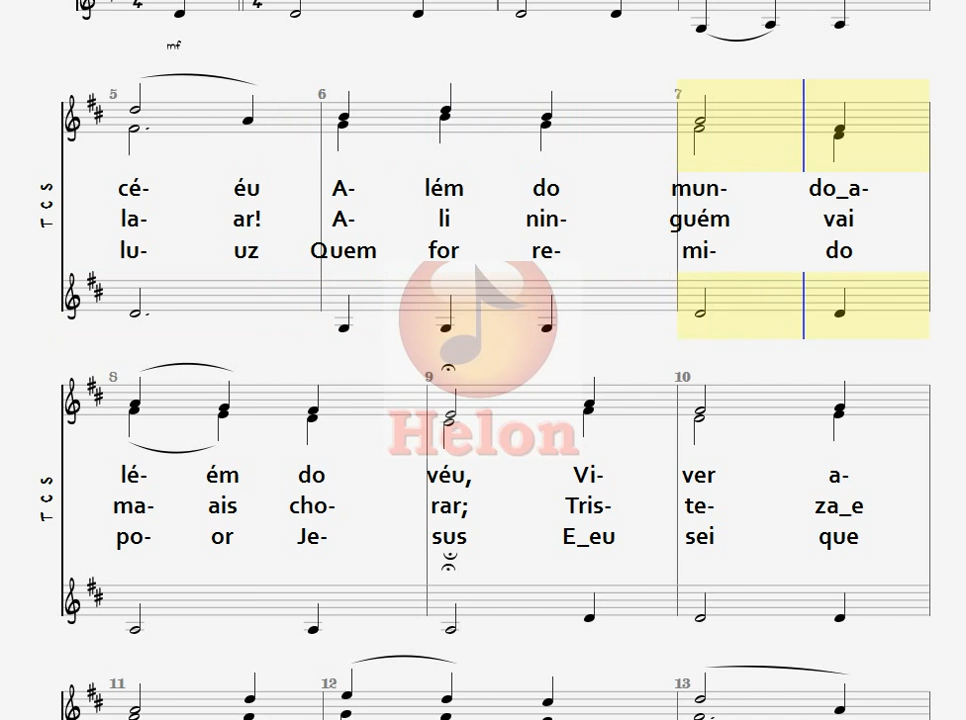 4 4
mf
5 6 7
S
C
T
cé- éu A- lém do mun- do_a-
la- ar! A- li nin- guém vai
lu- uz Quem for re- mi- do
8 9 10
Helon
S
C
T
lé- ém do véu, Vi- ver a-
ma- ais cho- rar; Tris- te- za_e
po- or Je- sus E_eu sei que
11 12 13